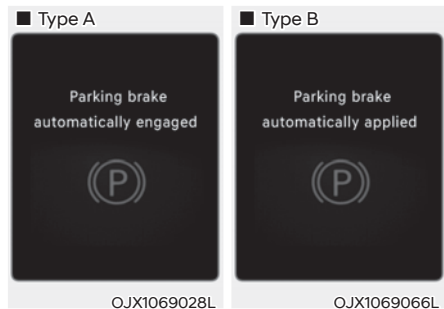 ■ Type A
Parking brake
automatically engaged
P
OJX1069028L
■ Type B
Parking brake
automatically applied
P
OJX1069066L